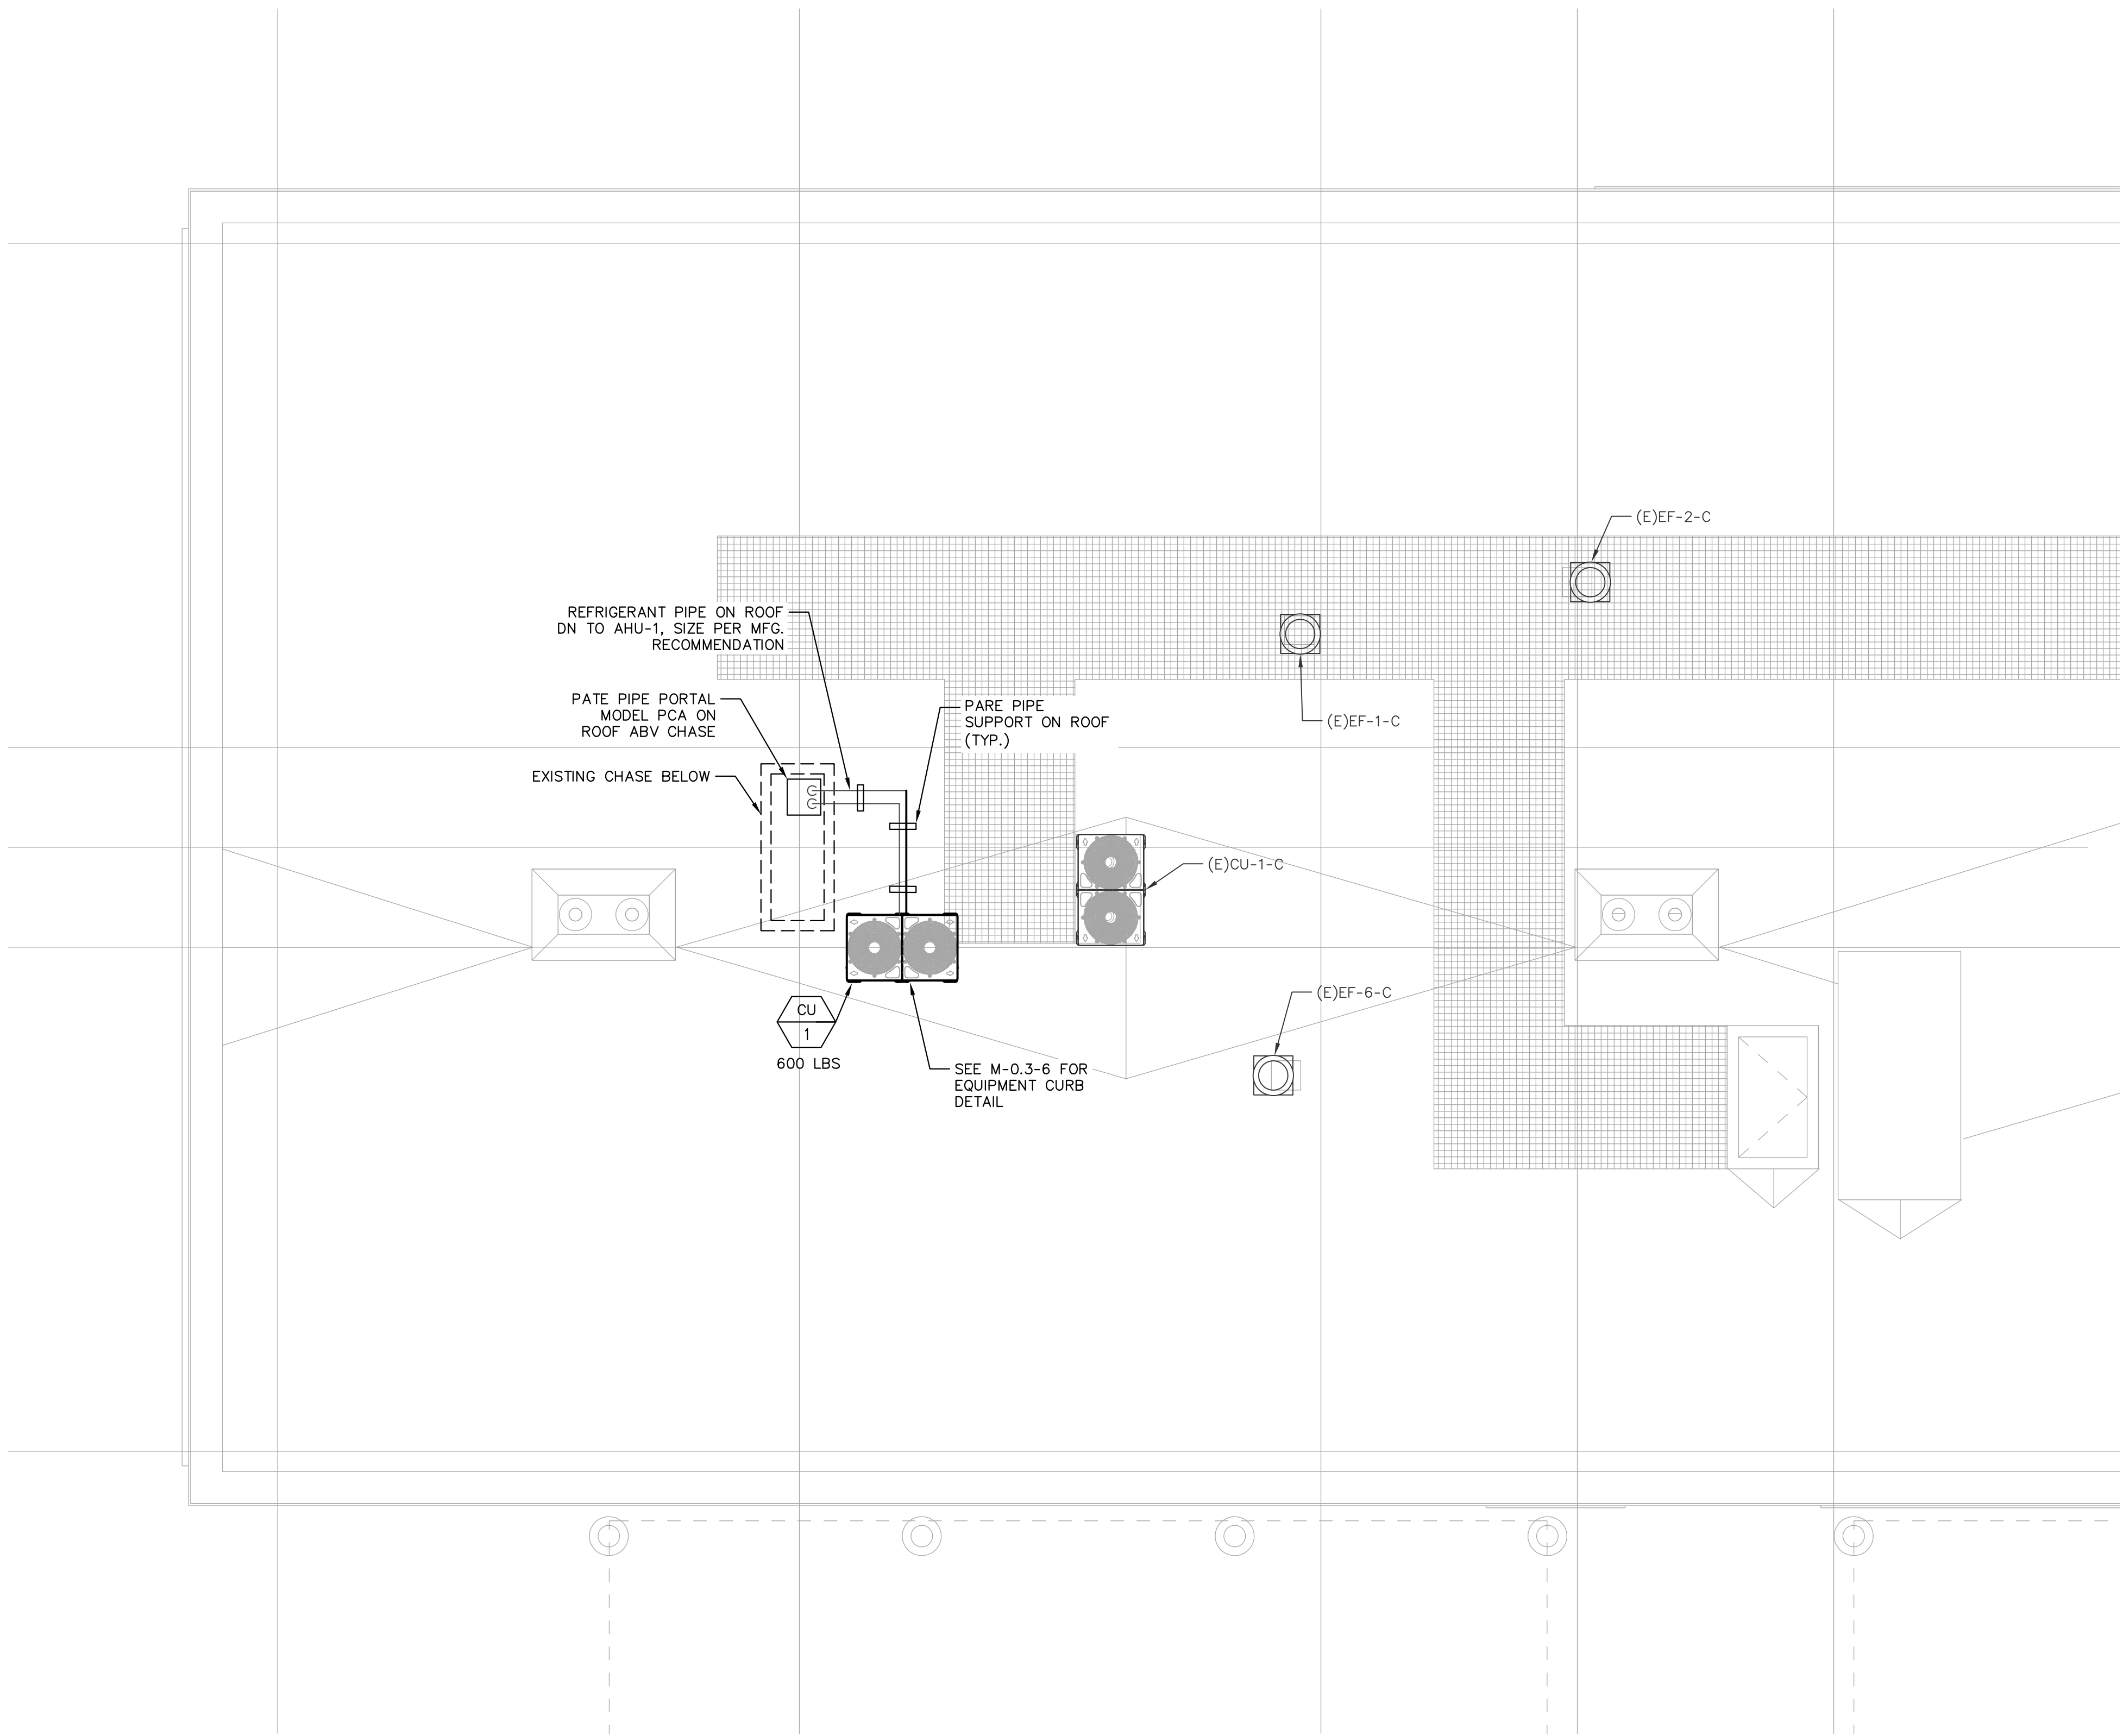 (E)EF-2-C
REFRIGERANT PIPE ON ROOF
DN TO AHU-1, SIZE PER MFG.
RECOMMENDATION
PATE PIPE PORTAL
MODEL PCA ON
ROOF ABV CHASE
PARE PIPE
SUPPORT ON ROOF
(TYP.)
(E)EF-1-C
EXISTING CHASE BELOW
(E)CU-1-C
(E)EF-6-C
CU
1
600 LBS
SEE M-0.3-6 FOR
EQUIPMENT CURB
DETAIL